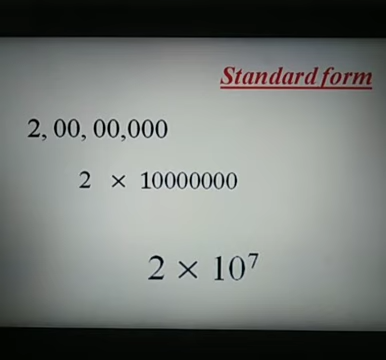 Standard form
2, 00, 00,000
2 × 10000000
2 × 10⁷